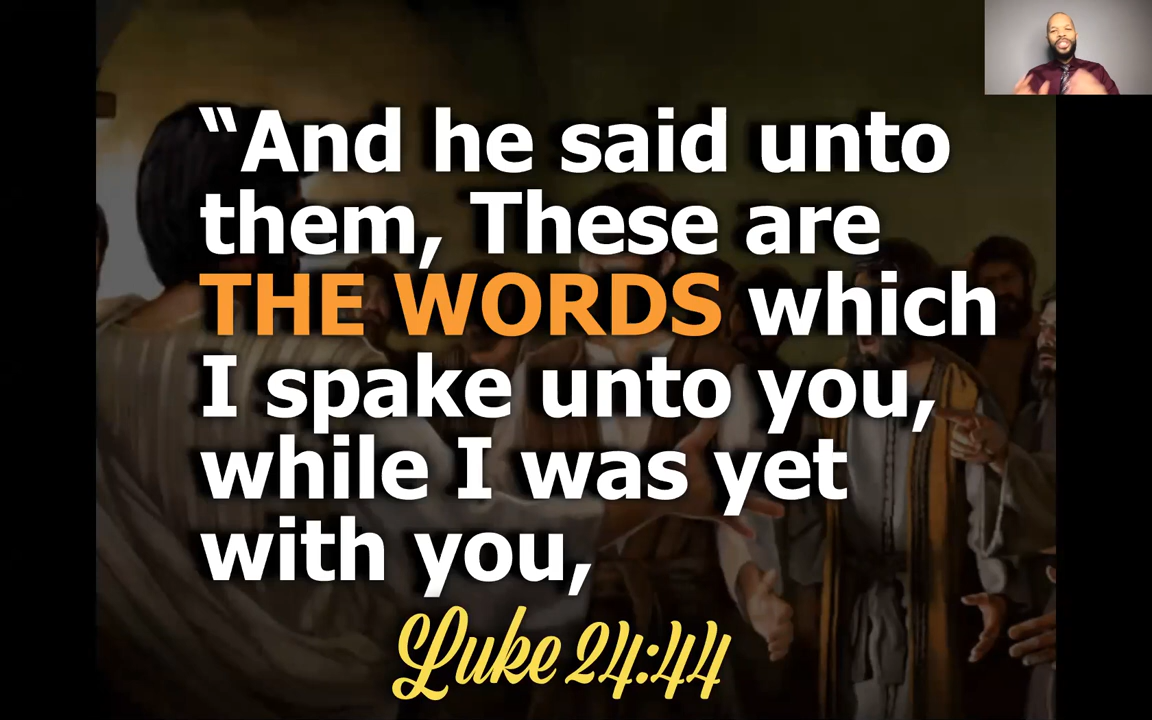 “And he said unto
them, These are
THE WORDS which
I spake unto you,
while I was yet
with you,
Luke 24:44